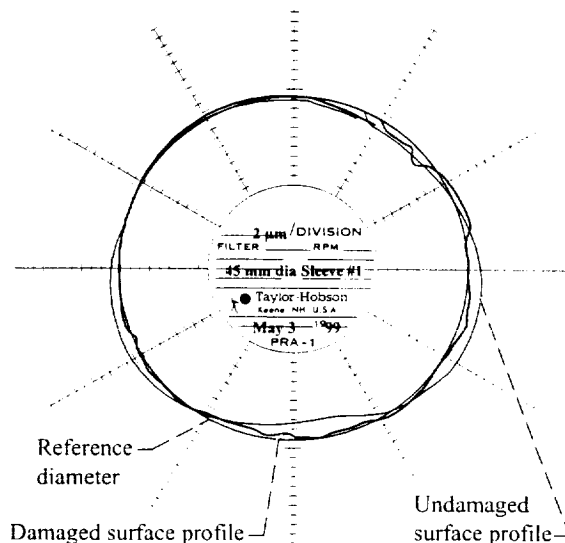 2 µm / DIVISION
FILTER RPM
45 mm dia Sleeve #1
Taylor-Hobson
Keene NH U.S.A
May 3 1999
PRA-1
Reference
diameter
Damaged surface profile
Undamaged
surface profile